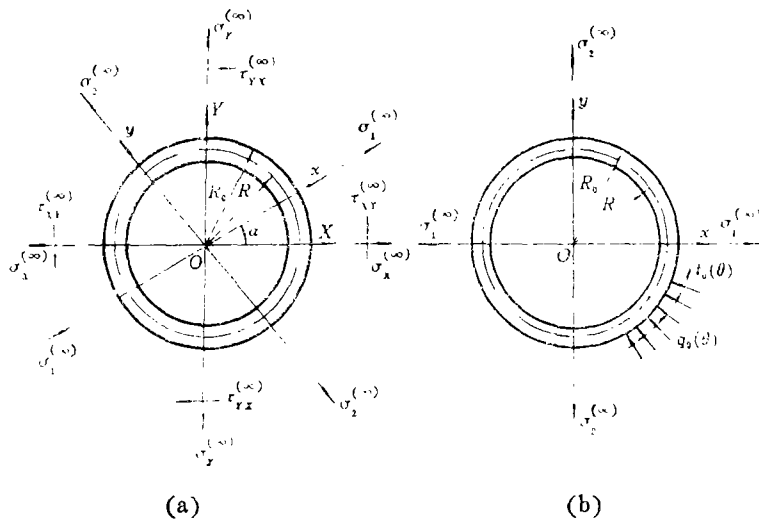 σ_Y^(∞)
τ_YX^(∞)
σ_2^(∞)
y
Y
σ_1^(∞)
x
τ_XY^(∞)
R_0
R
α
X
τ_XY^(∞)
O
σ_X^(∞)
σ_X^(∞)
σ_1^(∞)
τ_YX^(∞)
σ_2^(∞)
(a)
σ_2^(∞)
y
R_0
R
σ_1^(∞)
x
σ_1^(∞)
O
t_0(θ)
q_0(θ)
σ_2^(∞)
(b)